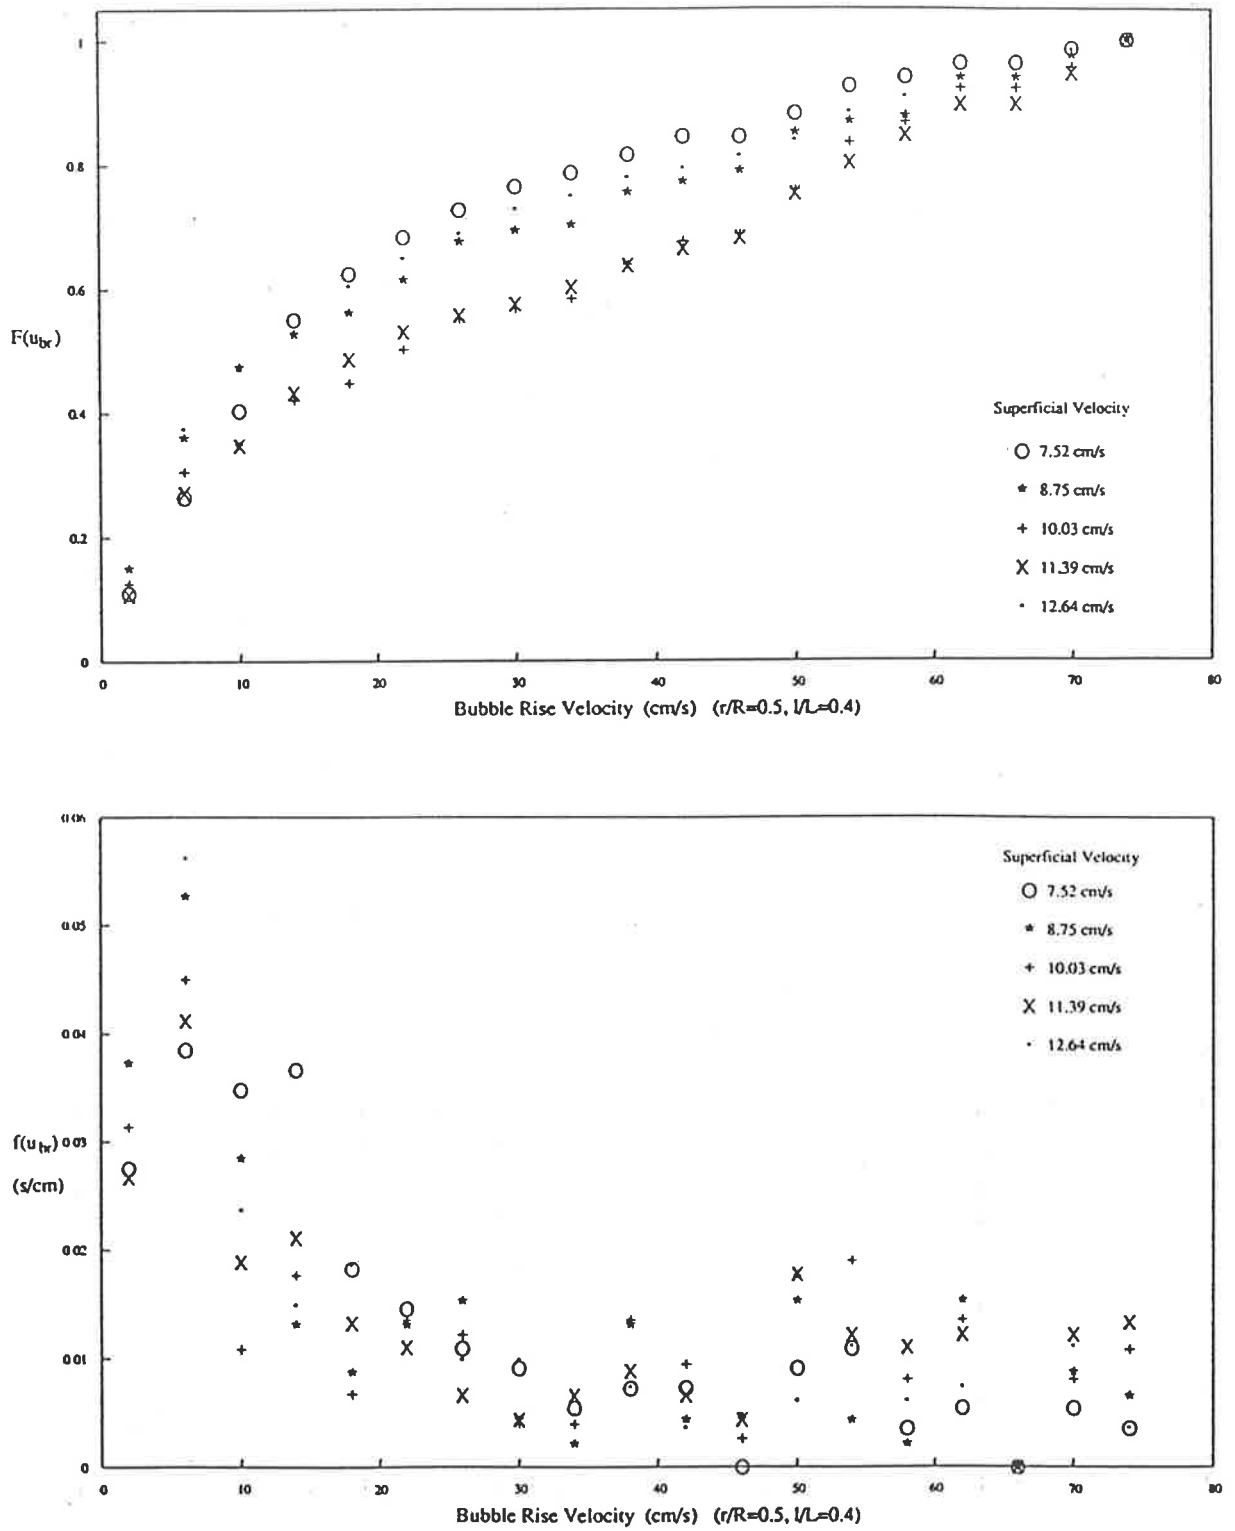 1
0.8
0.6
F(u_br)
0.4
0.2
0
0 10 20 30 40 50 60 70 80
Superficial Velocity
7.52 cm/s
8.75 cm/s
10.03 cm/s
11.39 cm/s
12.64 cm/s
Bubble Rise Velocity (cm/s) (r/R=0.5, l/L=0.4)
0.06
0.05
0.04
f(u_br) 0.03
(s/cm)
0.02
0.01
0
0 10 20 30 40 50 60 70 80
Superficial Velocity
7.52 cm/s
8.75 cm/s
10.03 cm/s
11.39 cm/s
12.64 cm/s
Bubble Rise Velocity (cm/s) (r/R=0.5, l/L=0.4)